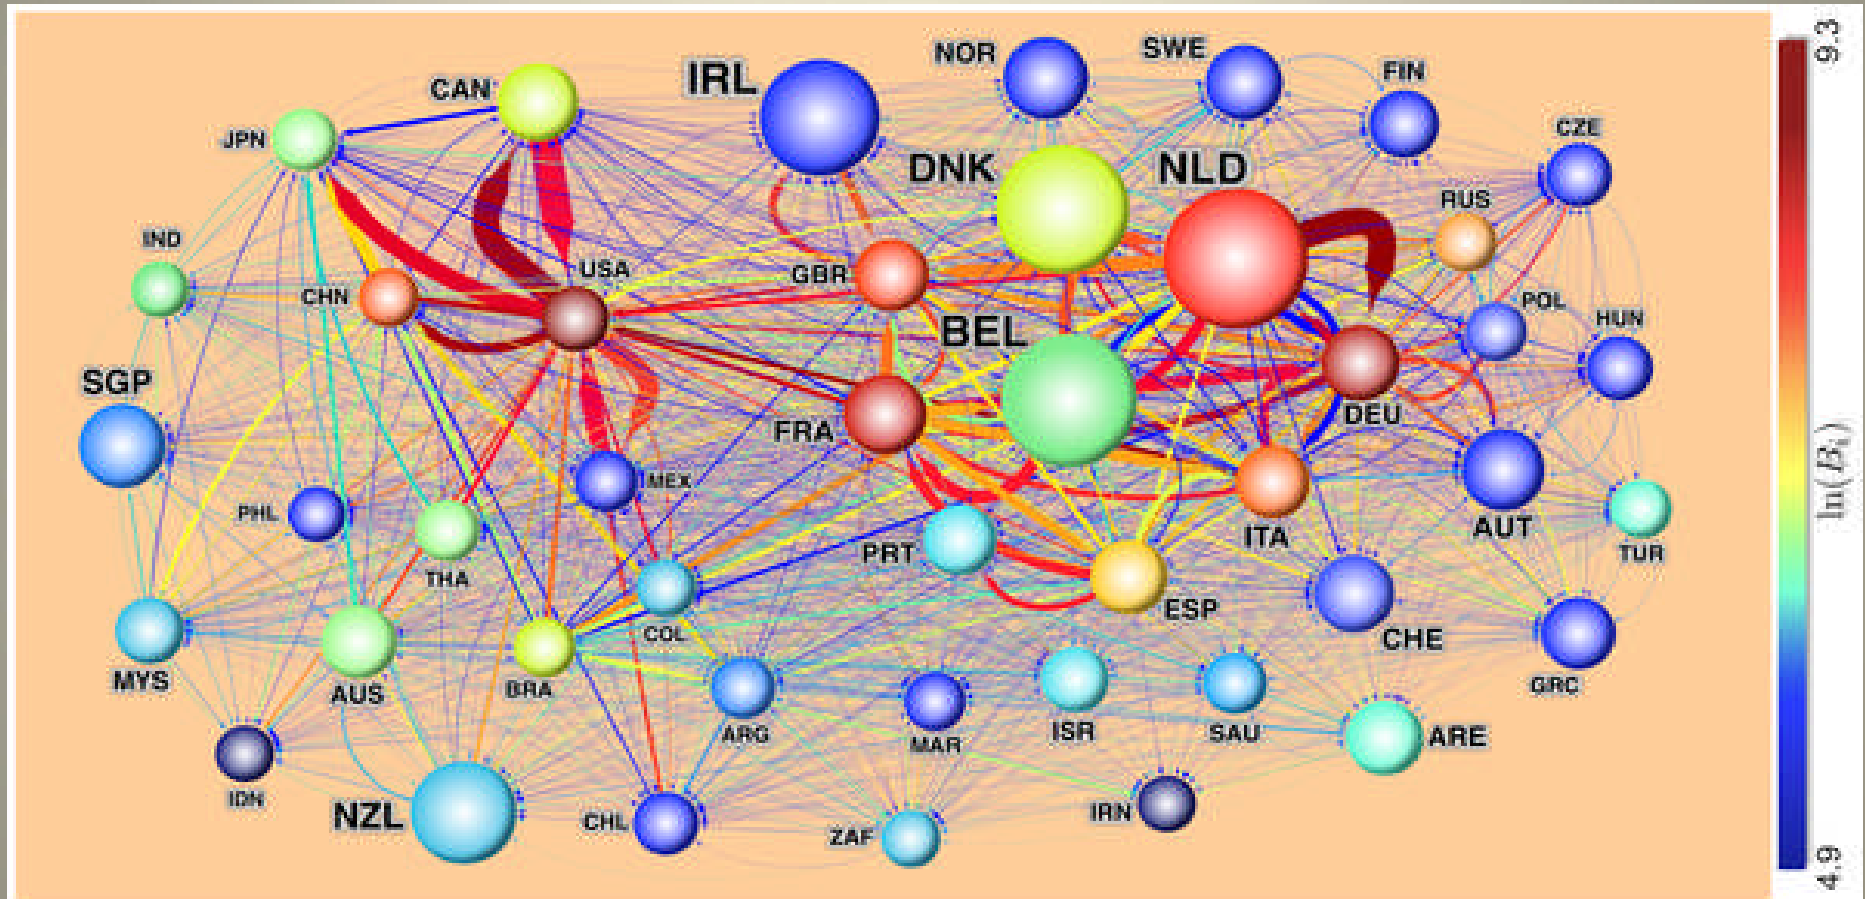 NOR
SWE
FIN
IRL
CAN
JPN
CZE
DNK
NLD
RUS
IND
USA
GBR
CHN
POL
HUN
BEL
SGP
DEU
FRA
MEX
PHL
AUT
ITA
TUR
PRT
THA
ESP
COL
CHE
MYS
AUS
BRA
GRC
ARG
MAR
ISR
SAU
ARE
IDN
NZL
CHL
ZAF
IRN
9.3
ln(Bᵢ)
4.9